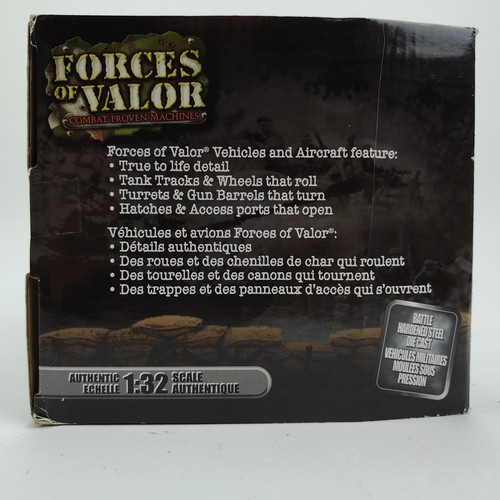 FORCES
OF VALOR
COMBAT PROVEN MACHINES
Forces of Valor® Vehicles and Aircraft feature:
• True to life detail
• Tank Tracks & Wheels that roll
• Turrets & Gun Barrels that turn
• Hatches & Access ports that open
Véhicules et avions Forces of Valor®:
• Détails authentiques
• Des roues et des chenilles de char qui roulent
• Des tourelles et des canons qui tournent
• Des trappes et des panneaux d'accès qui s'ouvrent
BATTLE
HARDENED STEEL
DIE CAST
VÉHICULES MILITAIRES
MOULÉES SOUS
PRESSION
AUTHENTIC 1:32 SCALE
ECHELLE AUTHENTIQUE